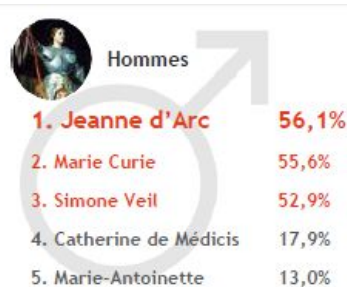 Hommes
1. Jeanne d'Arc 56,1%
2. Marie Curie 55,6%
3. Simone Veil 52,9%
4. Catherine de Médicis 17,9%
5. Marie-Antoinette 13,0%